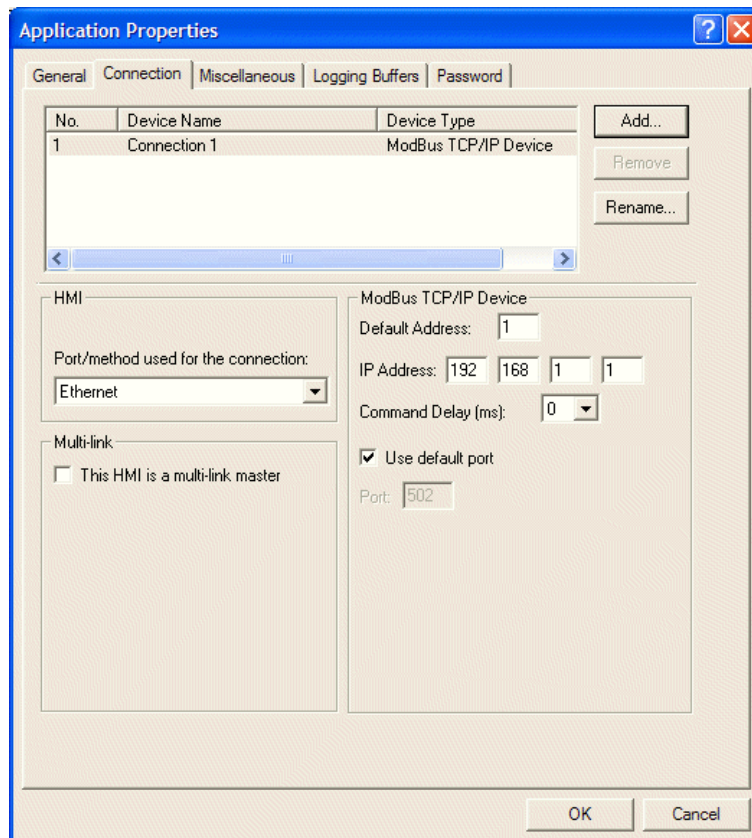 Application Properties
General Connection Miscellaneous Logging Buffers Password
No. Device Name Device Type
1 Connection 1 ModBus TCP/IP Device
Add...
Remove
Rename...
HMI
Port/method used for the connection:
Ethernet
Multi-link
This HMI is a multi-link master
ModBus TCP/IP Device
Default Address: 1
IP Address: 192 168 1 1
Command Delay (ms): 0
Use default port
Port: 502
OK Cancel